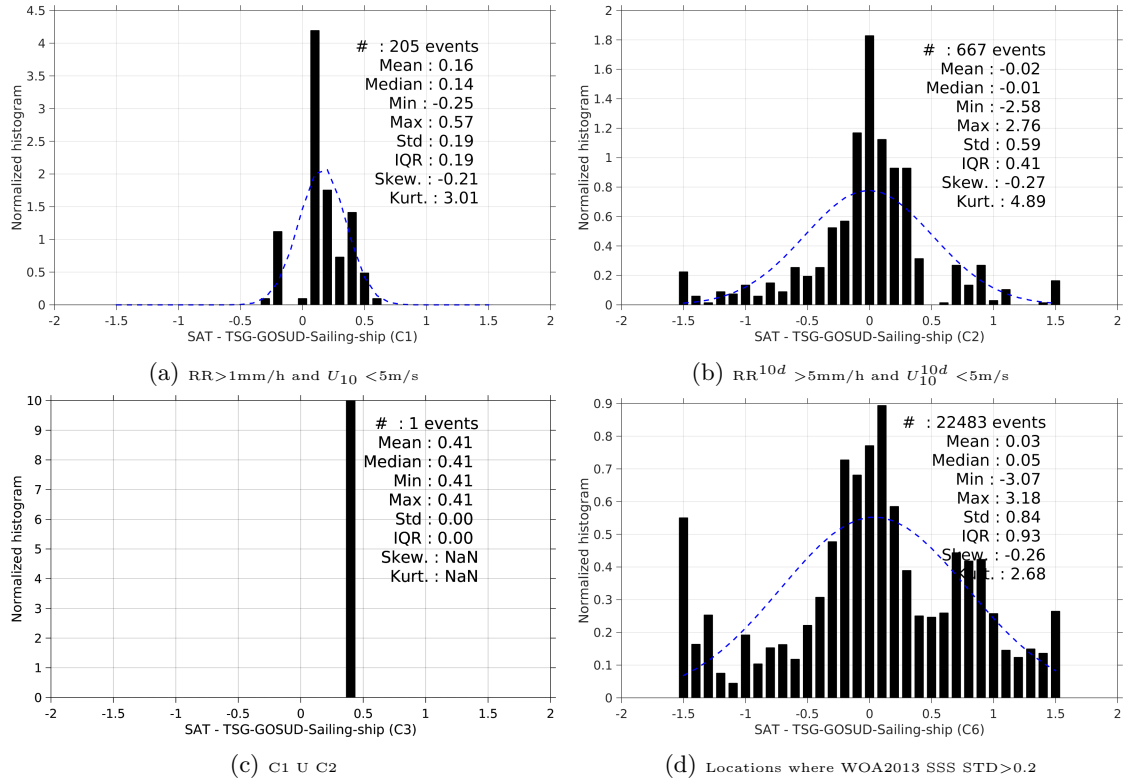 4.5
4
3.5
3
2.5
2
1.5
1
0.5
0
Normalized histogram
# : 205 events
Mean : 0.16
Median : 0.14
Min : -0.25
Max : 0.57
Std : 0.19
IQR : 0.19
Skew. : -0.21
Kurt. : 3.01
-2 -1.5 -1 -0.5 0 0.5 1 1.5 2
SAT - TSG-GOSUD-Sailing-ship (C1)
(a) RR>1mm/h and U10 <5m/s
2
1.8
1.6
1.4
1.2
1
0.8
0.6
0.4
0.2
0
Normalized histogram
# : 667 events
Mean : -0.02
Median : -0.01
Min : -2.58
Max : 2.76
Std : 0.59
IQR : 0.41
Skew. : -0.27
Kurt. : 4.89
-2 -1.5 -1 -0.5 0 0.5 1 1.5 2
SAT - TSG-GOSUD-Sailing-ship (C2)
(b) RR^10d >5mm/h and U10^10d <5m/s
10
9
8
7
6
5
4
3
2
1
0
Normalized histogram
# : 1 events
Mean : 0.41
Median : 0.41
Min : 0.41
Max : 0.41
Std : 0.00
IQR : 0.00
Skew. : NaN
Kurt. : NaN
-2 -1.5 -1 -0.5 0 0.5 1 1.5 2
SAT - TSG-GOSUD-Sailing-ship (C3)
(c) C1 U C2
0.9
0.8
0.7
0.6
0.5
0.4
0.3
0.2
0.1
0
Normalized histogram
# : 22483 events
Mean : 0.03
Median : 0.05
Min : -3.07
Max : 3.18
Std : 0.84
IQR : 0.93
Skew. : -0.26
Kurt. : 2.68
-2 -1.5 -1 -0.5 0 0.5 1 1.5 2
SAT - TSG-GOSUD-Sailing-ship (C6)
(d) Locations where WOA2013 SSS STD>0.2